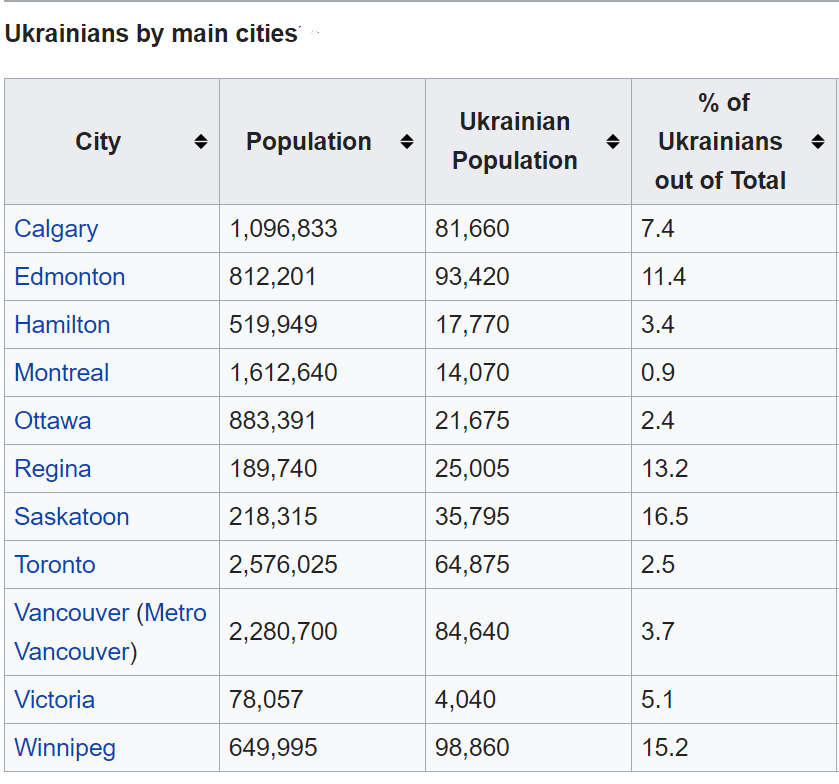 Ukrainians by main cities
City Population Ukrainian Population % of Ukrainians out of Total
Calgary 1,096,833 81,660 7.4
Edmonton 812,201 93,420 11.4
Hamilton 519,949 17,770 3.4
Montreal 1,612,640 14,070 0.9
Ottawa 883,391 21,675 2.4
Regina 189,740 25,005 13.2
Saskatoon 218,315 35,795 16.5
Toronto 2,576,025 64,875 2.5
Vancouver (Metro Vancouver) 2,280,700 84,640 3.7
Victoria 78,057 4,040 5.1
Winnipeg 649,995 98,860 15.2